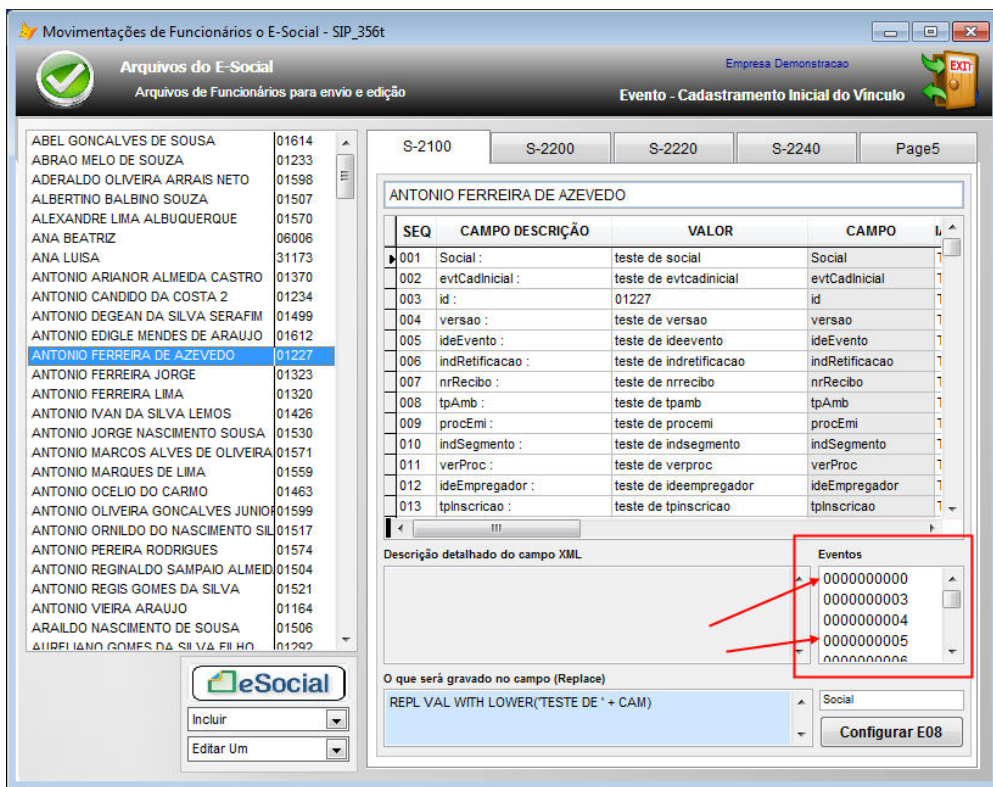 Movimentações de Funcionários o E-Social - SIP_356t
Arquivos do E-Social
Arquivos de Funcionários para envio e edição
Empresa Demonstracao
Evento - Cadastramento Inicial do Vinculo
EXIT
ABEL GONCALVES DE SOUSA 01614
ABRAO MELO DE SOUZA 01233
ADERALDO OLIVEIRA ARRAIS NETO 01598
ALBERTINO BALBINO SOUZA 01507
ALEXANDRE LIMA ALBUQUERQUE 01570
ANA BEATRIZ 06006
ANA LUISA 31173
ANTONIO ARIANOR ALMEIDA CASTRO 01370
ANTONIO CANDIDO DA COSTA 2 01234
ANTONIO DEGEAN DA SILVA SERAFIM 01499
ANTONIO EDIGLE MENDES DE ARAUJO 01612
ANTONIO FERREIRA DE AZEVEDO 01227
ANTONIO FERREIRA JORGE 01323
ANTONIO FERREIRA LIMA 01320
ANTONIO IVAN DA SILVA LEMOS 01426
ANTONIO JORGE NASCIMENTO SOUSA 01530
ANTONIO MARCOS ALVES DE OLIVEIRA 01571
ANTONIO MARQUES DE LIMA 01559
ANTONIO OCELIO DO CARMO 01463
ANTONIO OLIVEIRA GONCALVES JUNIOR 01599
ANTONIO ORNILDO DO NASCIMENTO SIL 01517
ANTONIO PEREIRA RODRIGUES 01574
ANTONIO REGINALDO SAMPAIO ALMEID 01504
ANTONIO REGIS GOMES DA SILVA 01521
ANTONIO VIEIRA ARAUJO 01164
ARAILDO NASCIMENTO DE SOUSA 01506
AURELIANO GOMES DA SILVA FILHO 01292
eSocial
Incluir
Editar Um
S-2100 S-2200 S-2220 S-2240 Page5
ANTONIO FERREIRA DE AZEVEDO
SEQ CAMPO DESCRIÇÃO VALOR CAMPO
001 Social : teste de social Social
002 evtCadInicial : teste de evtcadinicial evtCadInicial
003 id : 01227 id
004 versao : teste de versao versao
005 ideEvento : teste de ideevento ideEvento
006 indRetificacao : teste de indretificacao indRetificacao
007 nrRecibo : teste de nrrecibo nrRecibo
008 tpAmb : teste de tpamb tpAmb
009 procEmi : teste de procemi procEmi
010 indSegmento : teste de indsegmento indSegmento
011 verProc : teste de verproc verProc
012 ideEmpregador : teste de ideempregador ideEmpregador
013 tpInscricao : teste de tpinscricao tpInscricao
Descrição detalhado do campo XML
Eventos
0000000000
0000000003
0000000004
0000000005
0000000006
O que será gravado no campo (Replace)
REPL VAL WITH LOWER('TESTE DE ' + CAM)
Social
Configurar E08